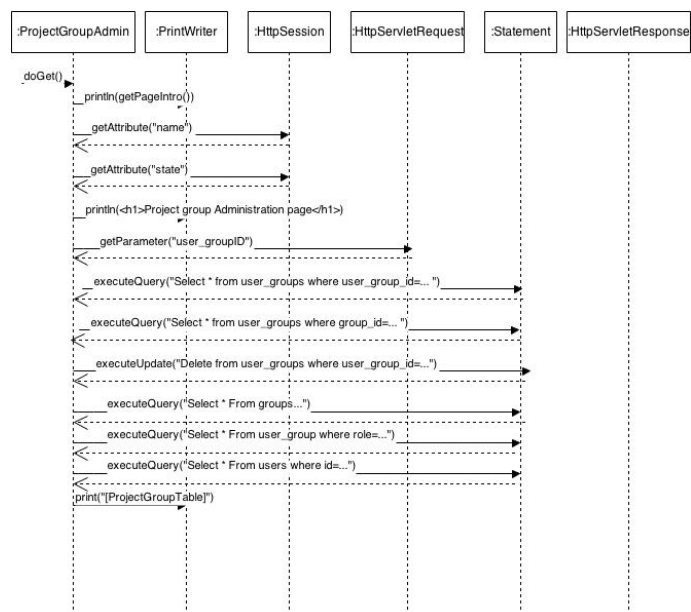 :ProjectGroupAdmin :PrintWriter :HttpSession :HttpServletRequest :Statement :HttpServletResponse
doGet()
println(getPageIntro())
getAttribute("name")
getAttribute("state")
println(<h1>Project group Administration page</h1>)
getParameter("user_groupID")
executeQuery("Select * from user_groups where user_group_id=... ")
executeQuery("Select * from user_groups where group_id=... ")
executeUpdate("Delete from user_groups where user_group_id=...")
executeQuery("Select * From groups...")
executeQuery("Select * From user_group where role=...")
executeQuery("Select * From users where id=...")
print("[ProjectGroupTable]")